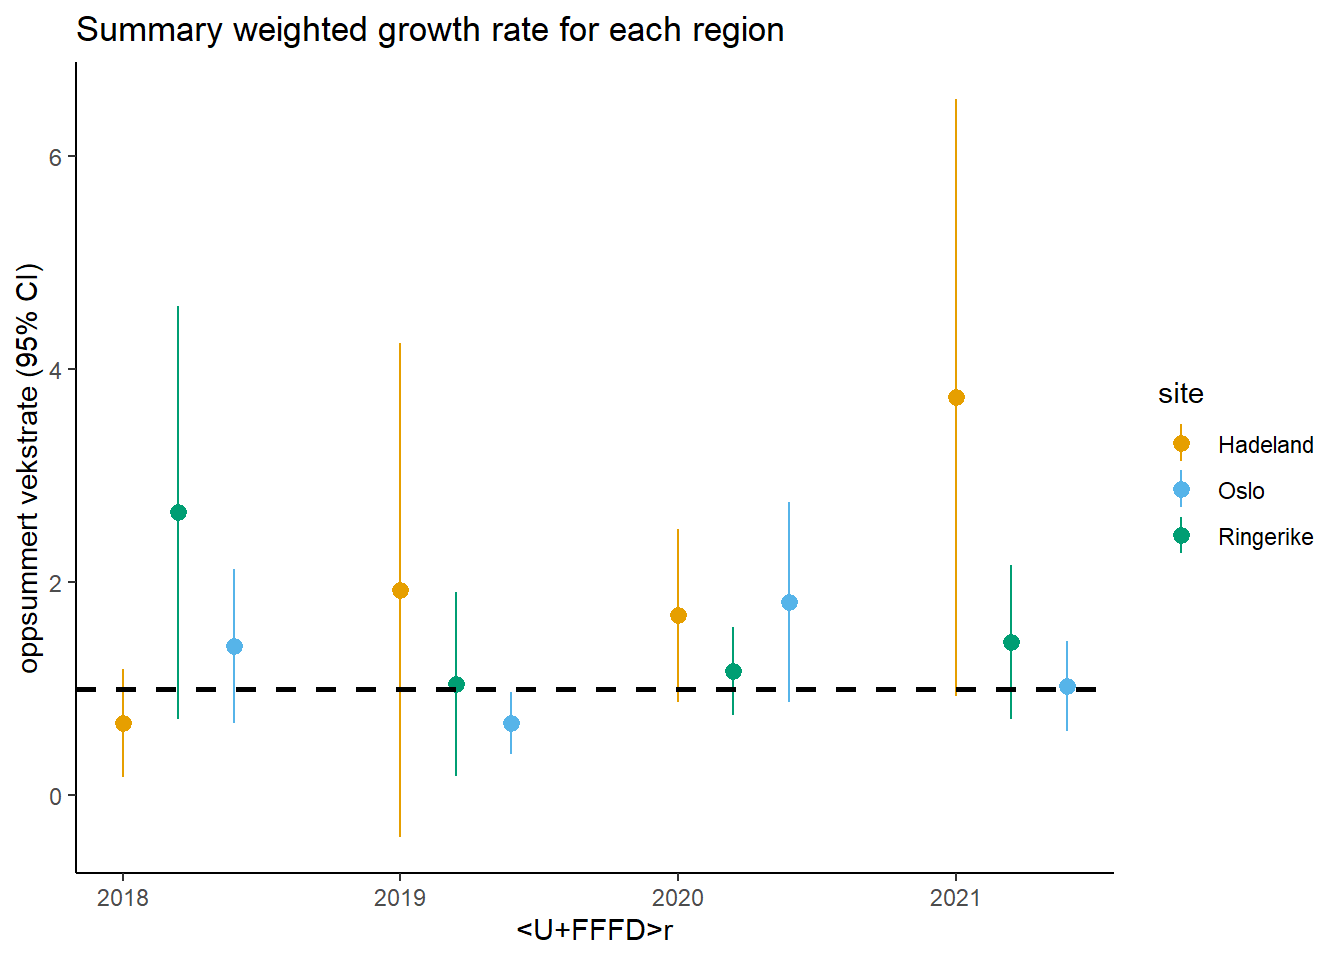 Summary weighted growth rate for each region
oppsummert vekstrate (95% CI)
6
4
2
0
2018
2019
2020
2021
<U+FFFD>r
site
Hadeland
Oslo
Ringerike